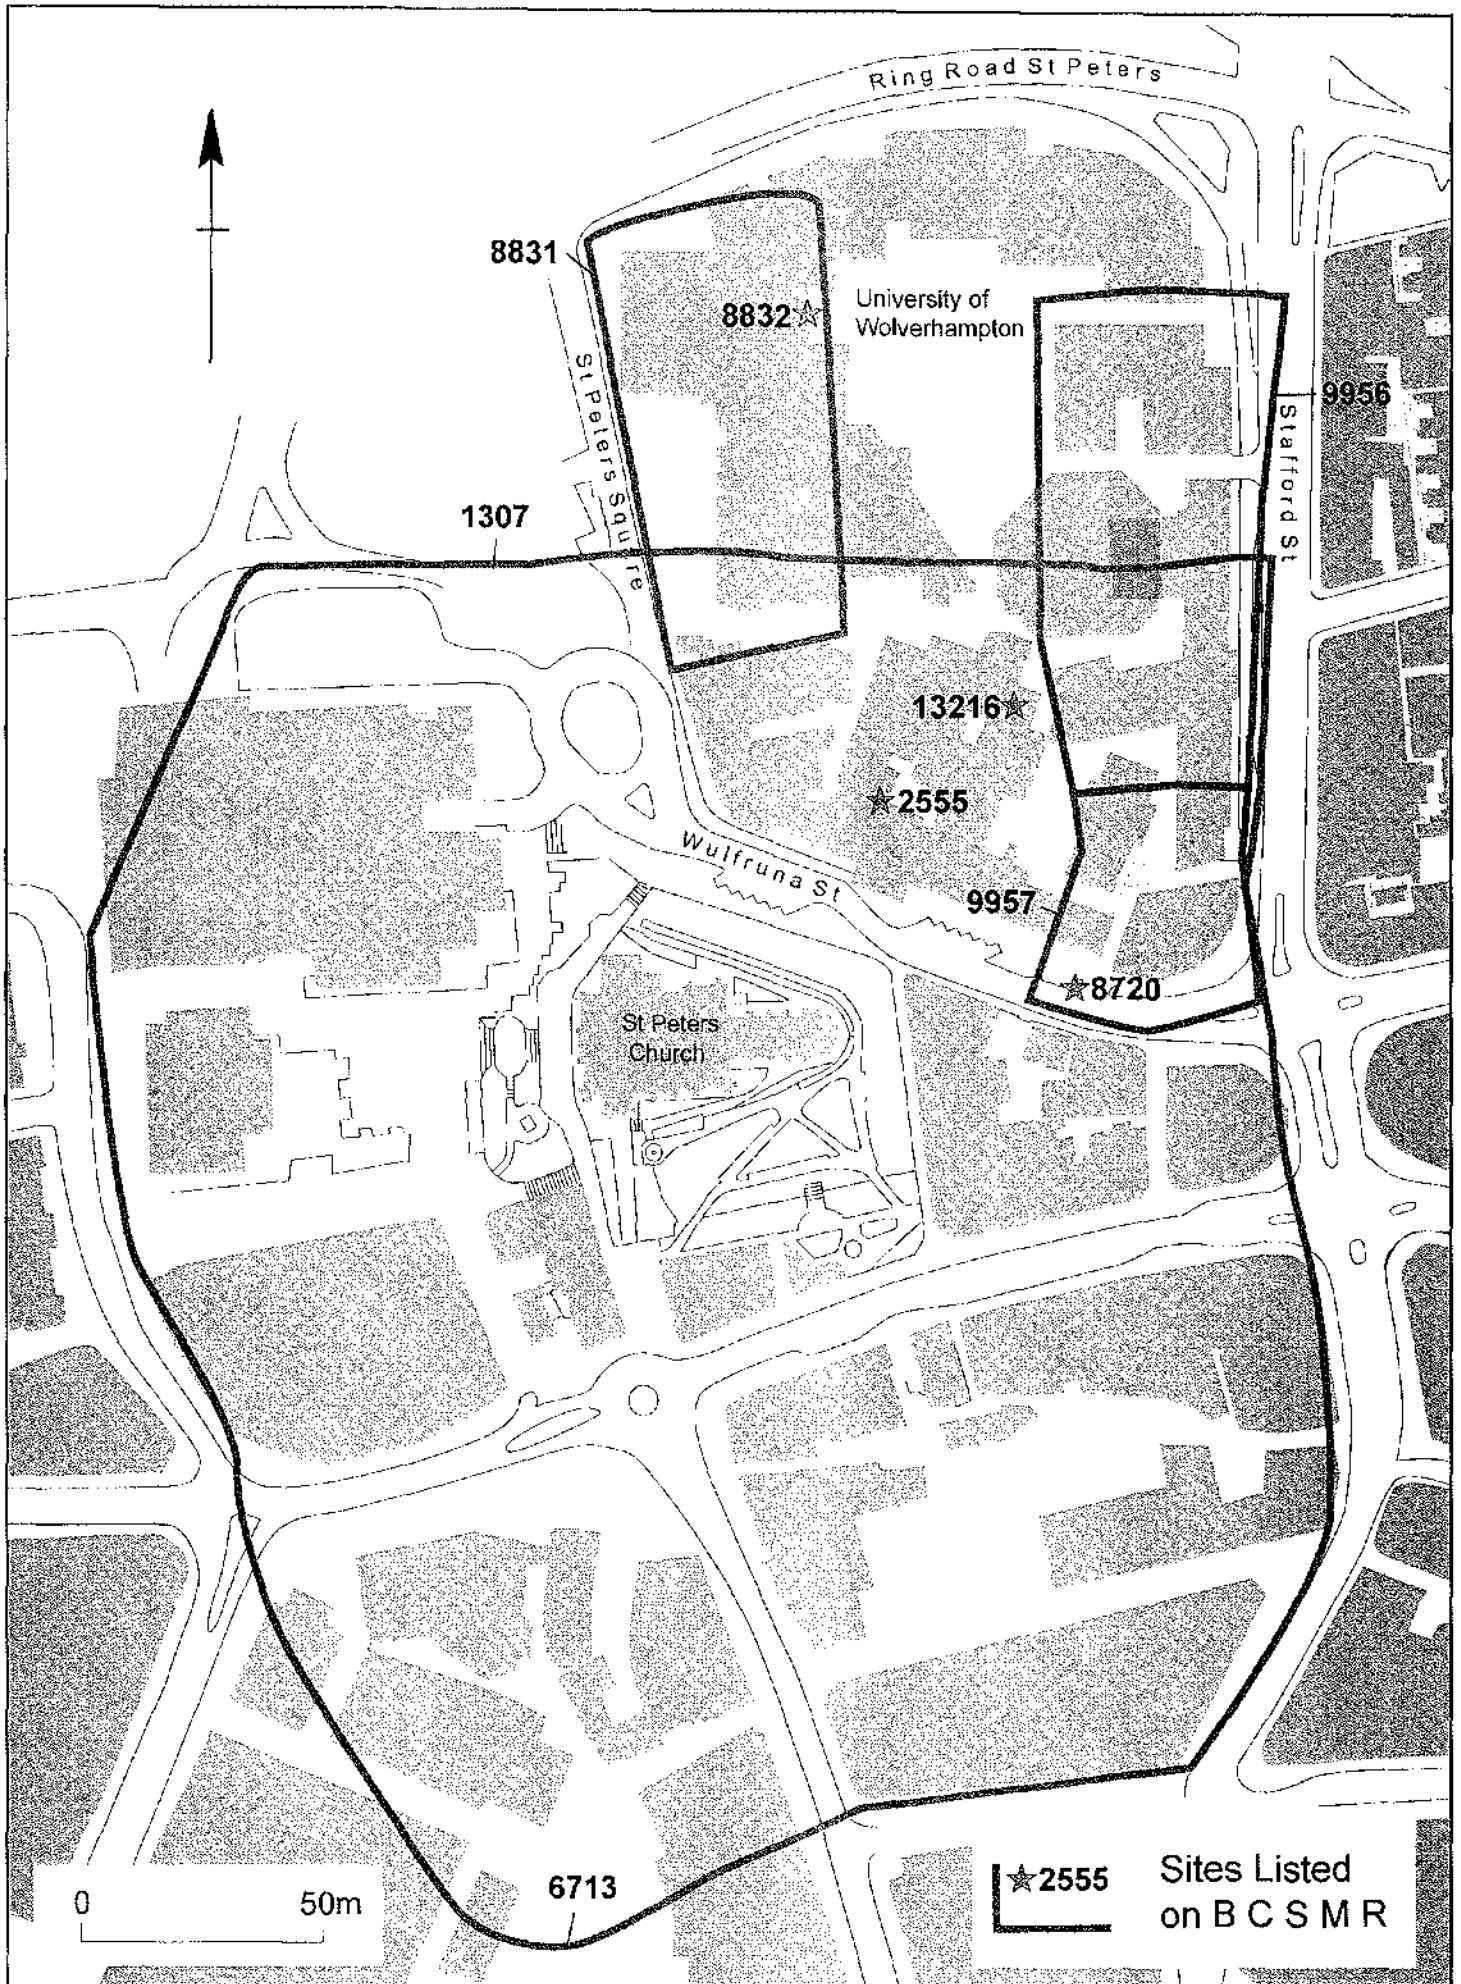 Ring Road St Peters
8831
8832
University of
Wolverhampton
9956
St Peters Square
Stafford St
1307
13216
2555
Wulfruna St
9957
8720
St Peters
Church
6713
0 50m
2555 Sites Listed
on B C S M R